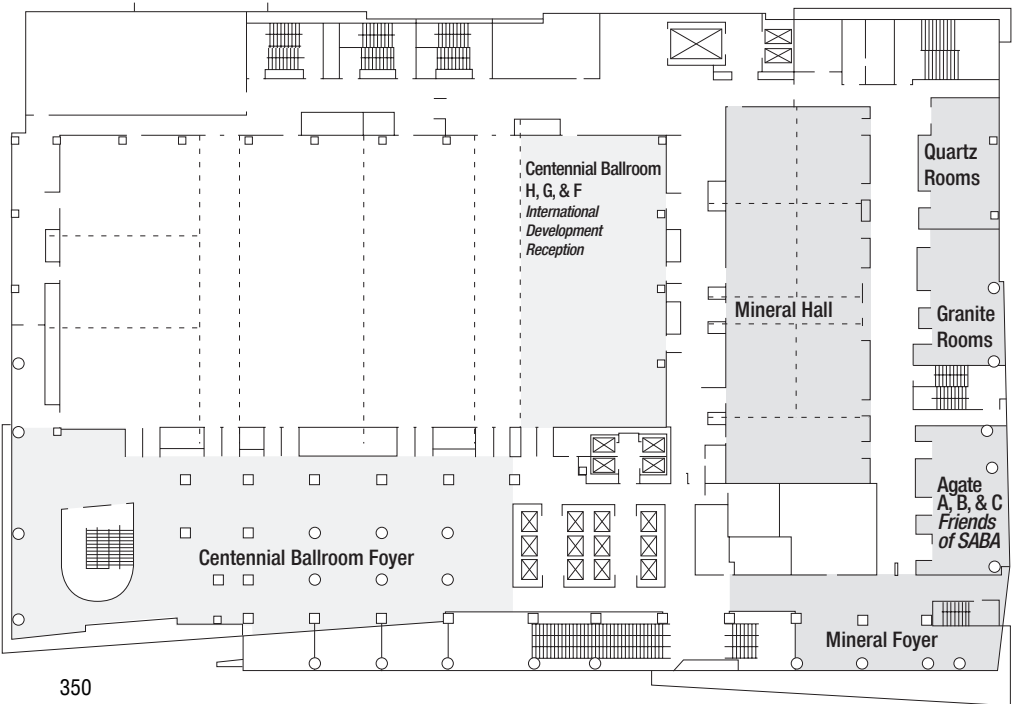 Centennial Ballroom
H, G, & F
International
Development
Reception
Quartz
Rooms
Mineral Hall
Granite
Rooms
Agate
A, B, & C
Friends
of SABA
Centennial Ballroom Foyer
Mineral Foyer
350